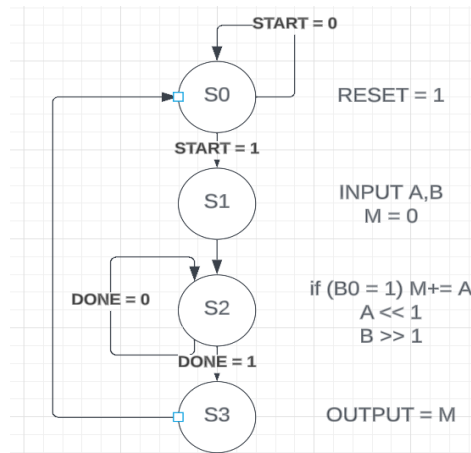 START = 0
S0
RESET = 1
START = 1
S1
INPUT A,B
M = 0
if (B0 = 1) M+= A
A << 1
B >> 1
DONE = 0
S2
DONE = 1
S3
OUTPUT = M